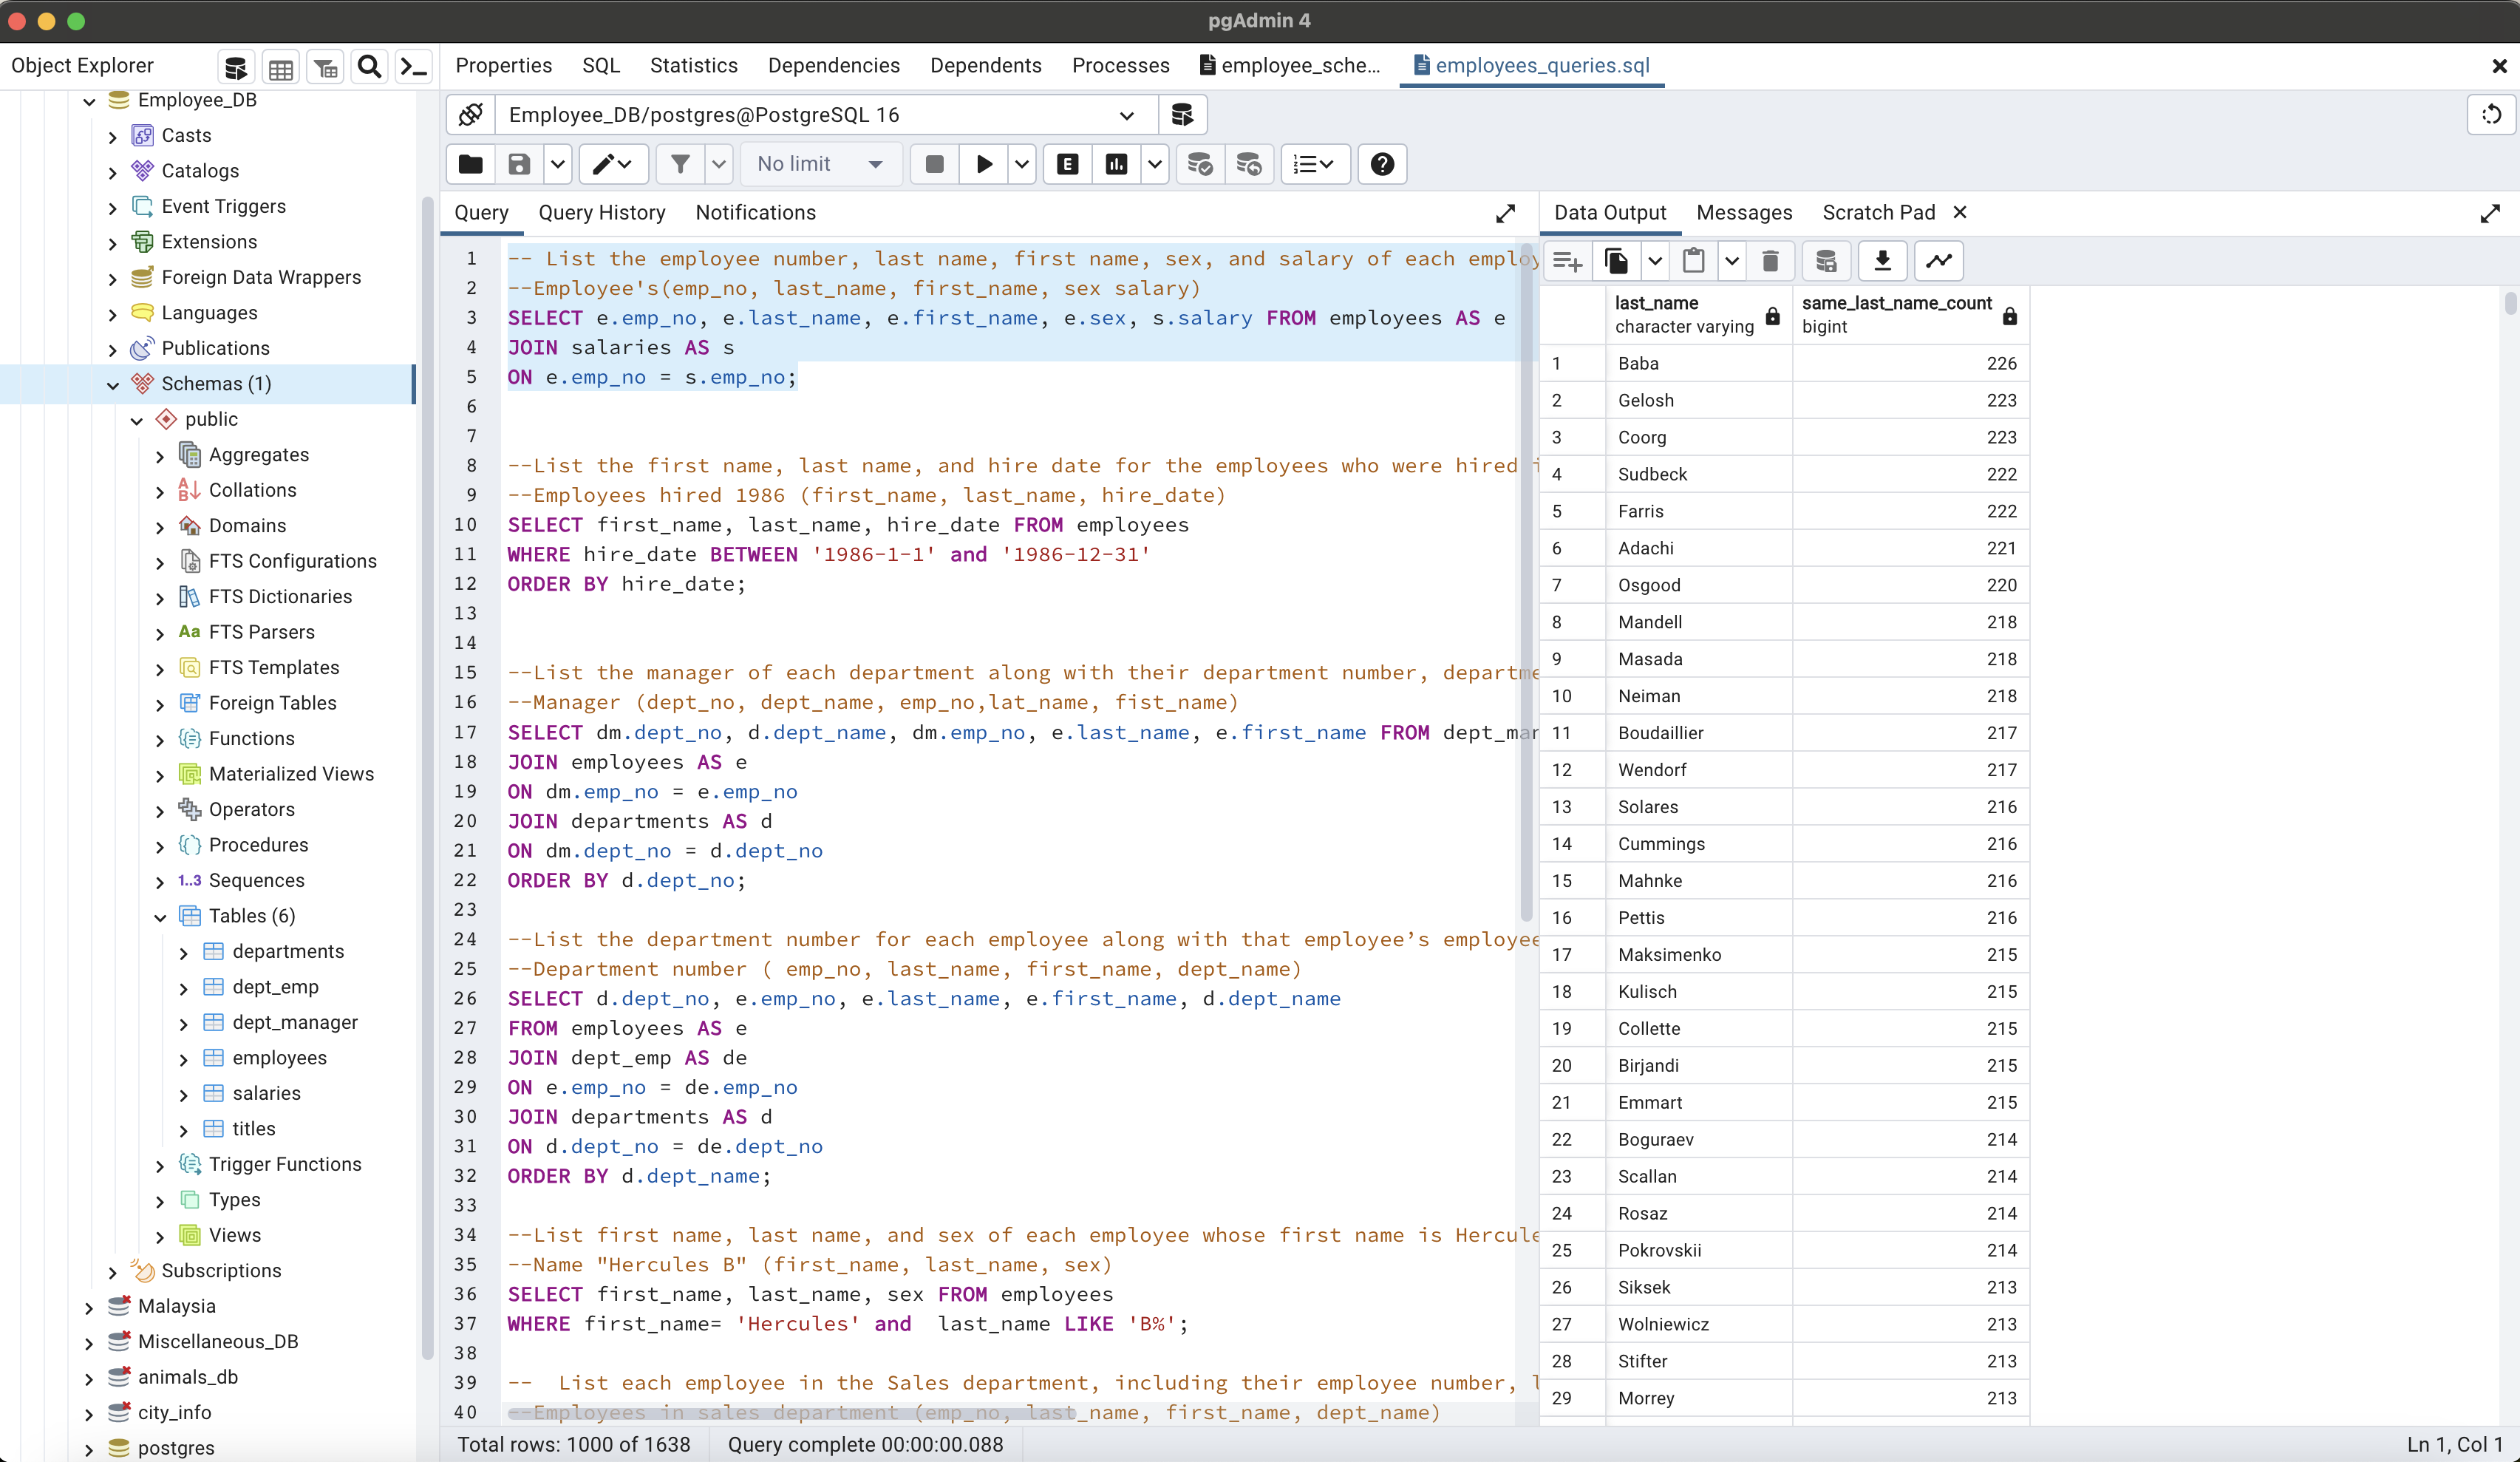 pgAdmin 4
Object Explorer
Properties SQL Statistics Dependencies Dependents Processes employee_sche... employees_queries.sql
Employee_DB
Casts
Catalogs
Event Triggers
Extensions
Foreign Data Wrappers
Languages
Publications
Schemas (1)
public
Aggregates
Collations
Domains
FTS Configurations
FTS Dictionaries
Aa FTS Parsers
FTS Templates
Foreign Tables
Functions
Materialized Views
Operators
Procedures
1..3 Sequences
Tables (6)
departments
dept_emp
dept_manager
employees
salaries
titles
Trigger Functions
Types
Views
Subscriptions
Malaysia
Miscellaneous_DB
animals_db
city_info
postgres
Employee_DB/postgres@PostgreSQL 16
No limit
E
Query Query History Notifications
1 -- List the employee number, last name, first name, sex, and salary of each employ
2 --Employee's(emp_no, last_name, first_name, sex salary)
3 SELECT e.emp_no, e.last_name, e.first_name, e.sex, s.salary FROM employees AS e
4 JOIN salaries AS s
5 ON e.emp_no = s.emp_no;
6
7
8 --List the first name, last name, and hire date for the employees who were hired i
9 --Employees hired 1986 (first_name, last_name, hire_date)
10 SELECT first_name, last_name, hire_date FROM employees
11 WHERE hire_date BETWEEN '1986-1-1' and '1986-12-31'
12 ORDER BY hire_date;
13
14
15 --List the manager of each department along with their department number, departme
16 --Manager (dept_no, dept_name, emp_no,lat_name, fist_name)
17 SELECT dm.dept_no, d.dept_name, dm.emp_no, e.last_name, e.first_name FROM dept_man
18 JOIN employees AS e
19 ON dm.emp_no = e.emp_no
20 JOIN departments AS d
21 ON dm.dept_no = d.dept_no
22 ORDER BY d.dept_no;
23
24 --List the department number for each employee along with that employee’s employee
25 --Department number ( emp_no, last_name, first_name, dept_name)
26 SELECT d.dept_no, e.emp_no, e.last_name, e.first_name, d.dept_name
27 FROM employees AS e
28 JOIN dept_emp AS de
29 ON e.emp_no = de.emp_no
30 JOIN departments AS d
31 ON d.dept_no = de.dept_no
32 ORDER BY d.dept_name;
33
34 --List first name, last name, and sex of each employee whose first name is Hercule
35 --Name "Hercules B" (first_name, last_name, sex)
36 SELECT first_name, last_name, sex FROM employees
37 WHERE first_name= 'Hercules' and  last_name LIKE 'B%';
38
39 --  List each employee in the Sales department, including their employee number, l
40 --Employees in sales department (emp_no, last_name, first_name, dept_name)
Data Output Messages Scratch Pad
last_name same_last_name_count
character varying bigint
1 Baba 226
2 Gelosh 223
3 Coorg 223
4 Sudbeck 222
5 Farris 222
6 Adachi 221
7 Osgood 220
8 Mandell 218
9 Masada 218
10 Neiman 218
11 Boudaillier 217
12 Wendorf 217
13 Solares 216
14 Cummings 216
15 Mahnke 216
16 Pettis 216
17 Maksimenko 215
18 Kulisch 215
19 Collette 215
20 Birjandi 215
21 Emmart 215
22 Boguraev 214
23 Scallan 214
24 Rosaz 214
25 Pokrovskii 214
26 Siksek 213
27 Wolniewicz 213
28 Stifter 213
29 Morrey 213
Total rows: 1000 of 1638 Query complete 00:00:00.088 Ln 1, Col 1